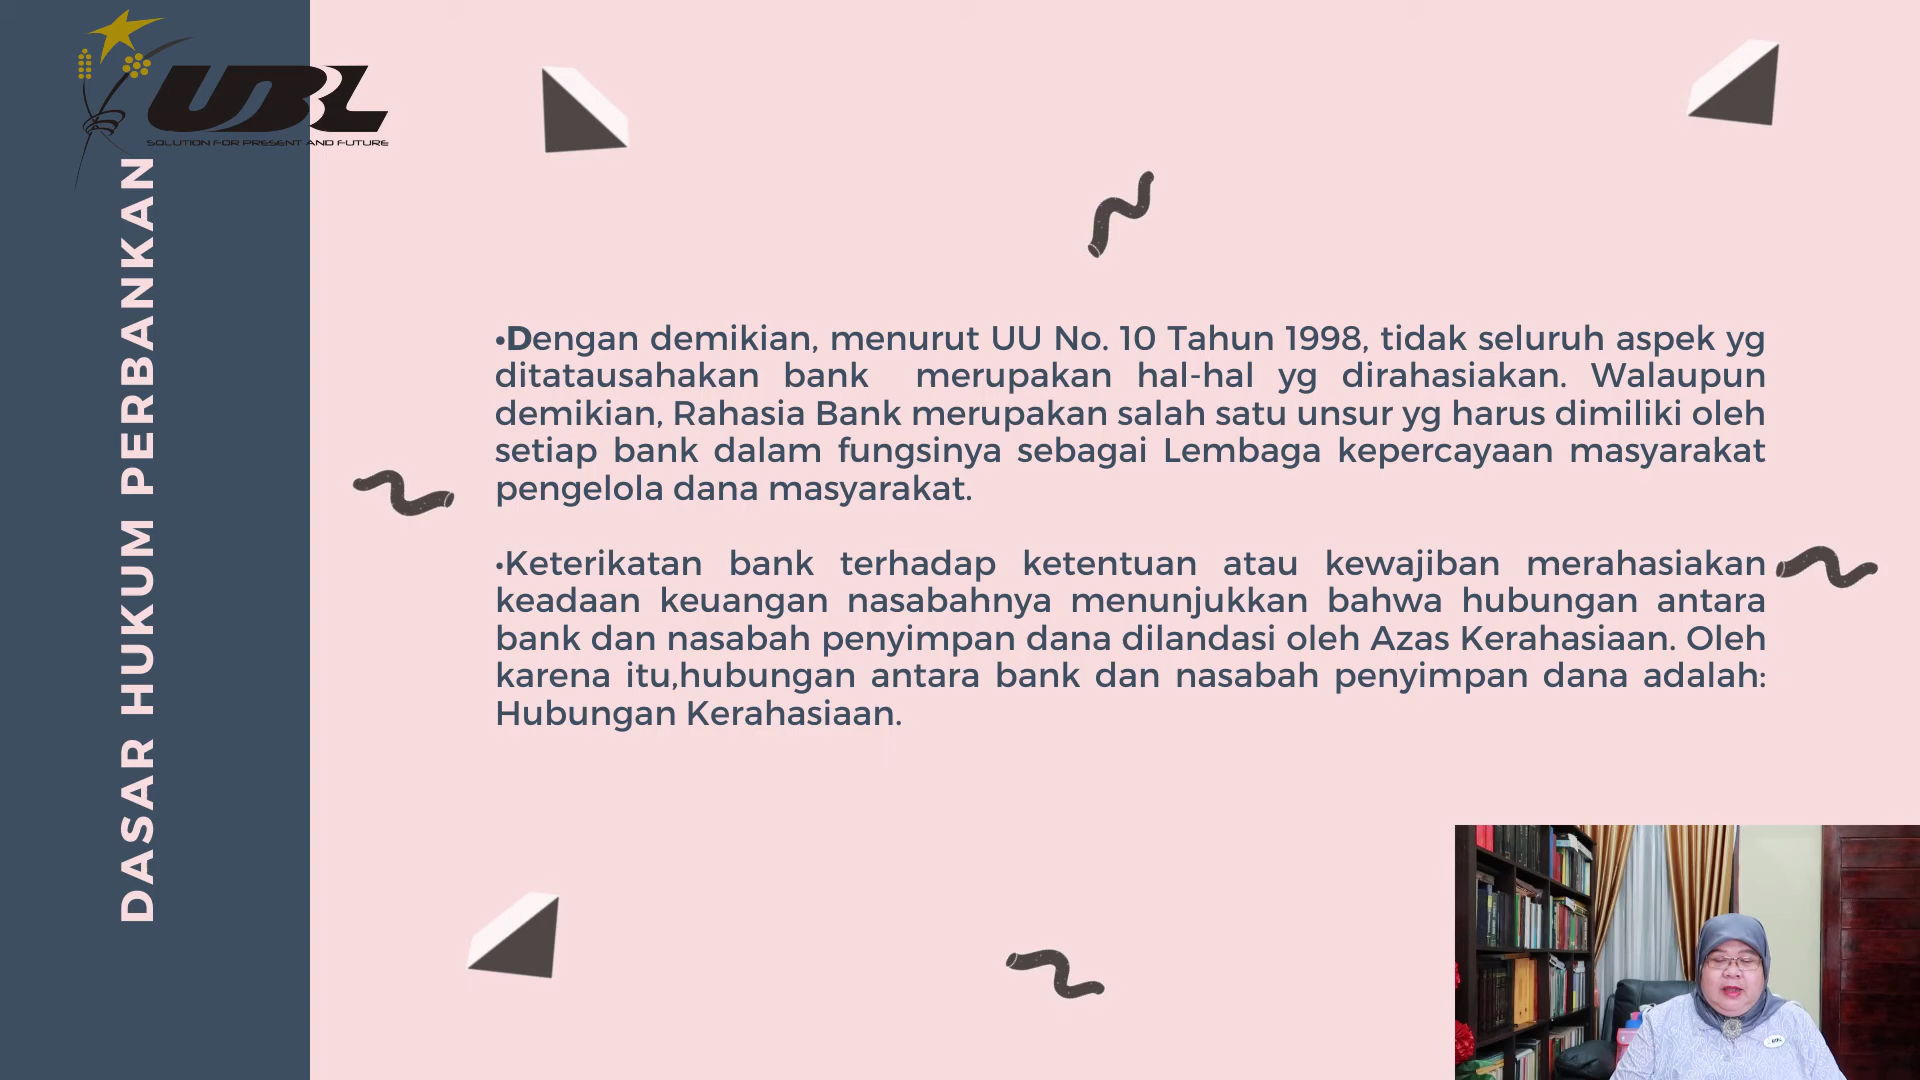 UBL
SOLUTION FOR PRESENT AND FUTURE
DASAR HUKUM PERBANKAN
•Dengan demikian, menurut UU No. 10 Tahun 1998, tidak seluruh aspek yg
ditatausahakan bank merupakan hal-hal yg dirahasiakan. Walaupun
demikian, Rahasia Bank merupakan salah satu unsur yg harus dimiliki oleh
setiap bank dalam fungsinya sebagai Lembaga kepercayaan masyarakat
pengelola dana masyarakat.
•Keterikatan bank terhadap ketentuan atau kewajiban merahasiakan
keadaan keuangan nasabahnya menunjukkan bahwa hubungan antara
bank dan nasabah penyimpan dana dilandasi oleh Azas Kerahasiaan. Oleh
karena itu,hubungan antara bank dan nasabah penyimpan dana adalah:
Hubungan Kerahasiaan.